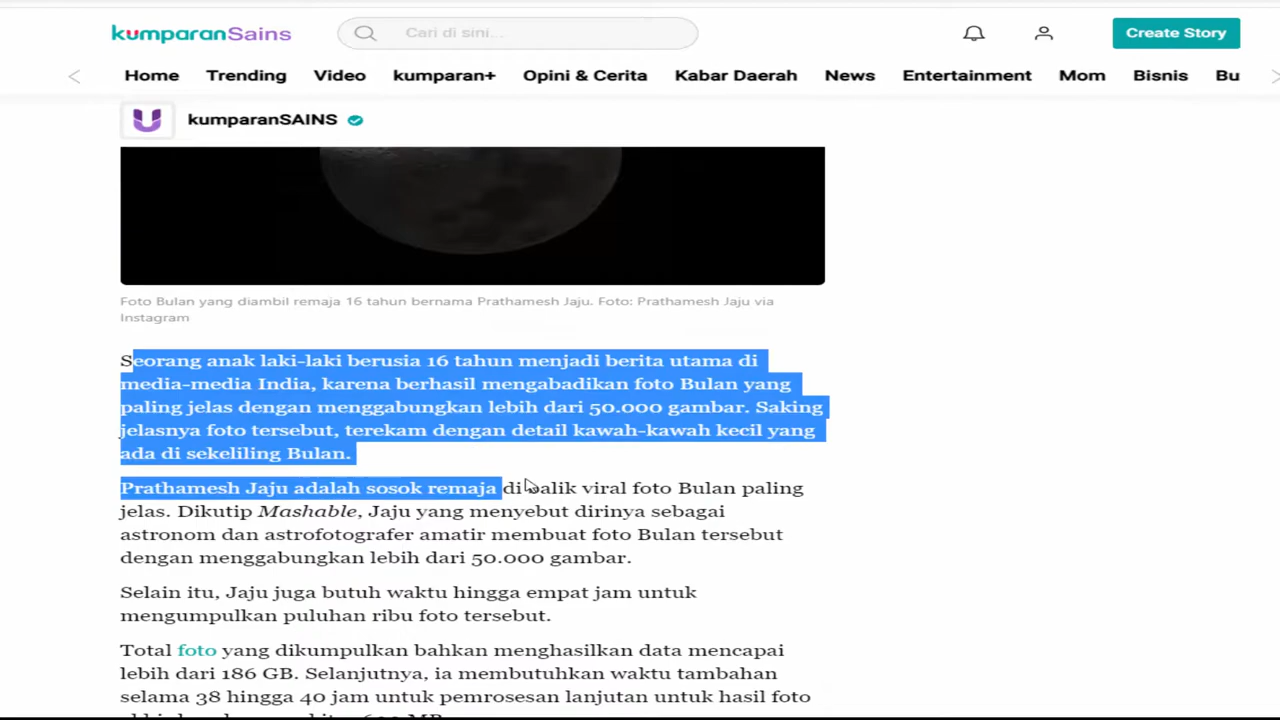 kumparanSains
Cari di sini...
Create Story
Home Trending Video kumparan+ Opini & Cerita Kabar Daerah News Entertainment Mom Bisnis Bu
kumparanSAINS
Foto Bulan yang diambil remaja 16 tahun bernama Prathamesh Jaju. Foto: Prathamesh Jaju via
Instagram
Seorang anak laki-laki berusia 16 tahun menjadi berita utama di
media-media India, karena berhasil mengabadikan foto Bulan yang
paling jelas dengan menggabungkan lebih dari 50.000 gambar. Saking
jelasnya foto tersebut, terekam dengan detail kawah-kawah kecil yang
ada di sekeliling Bulan.
Prathamesh Jaju adalah sosok remaja di balik viral foto Bulan paling
jelas. Dikutip Mashable, Jaju yang menyebut dirinya sebagai
astronom dan astrofotografer amatir membuat foto Bulan tersebut
dengan menggabungkan lebih dari 50.000 gambar.
Selain itu, Jaju juga butuh waktu hingga empat jam untuk
mengumpulkan puluhan ribu foto tersebut.
Total foto yang dikumpulkan bahkan menghasilkan data mencapai
lebih dari 186 GB. Selanjutnya, ia membutuhkan waktu tambahan
selama 38 hingga 40 jam untuk pemrosesan lanjutan untuk hasil foto